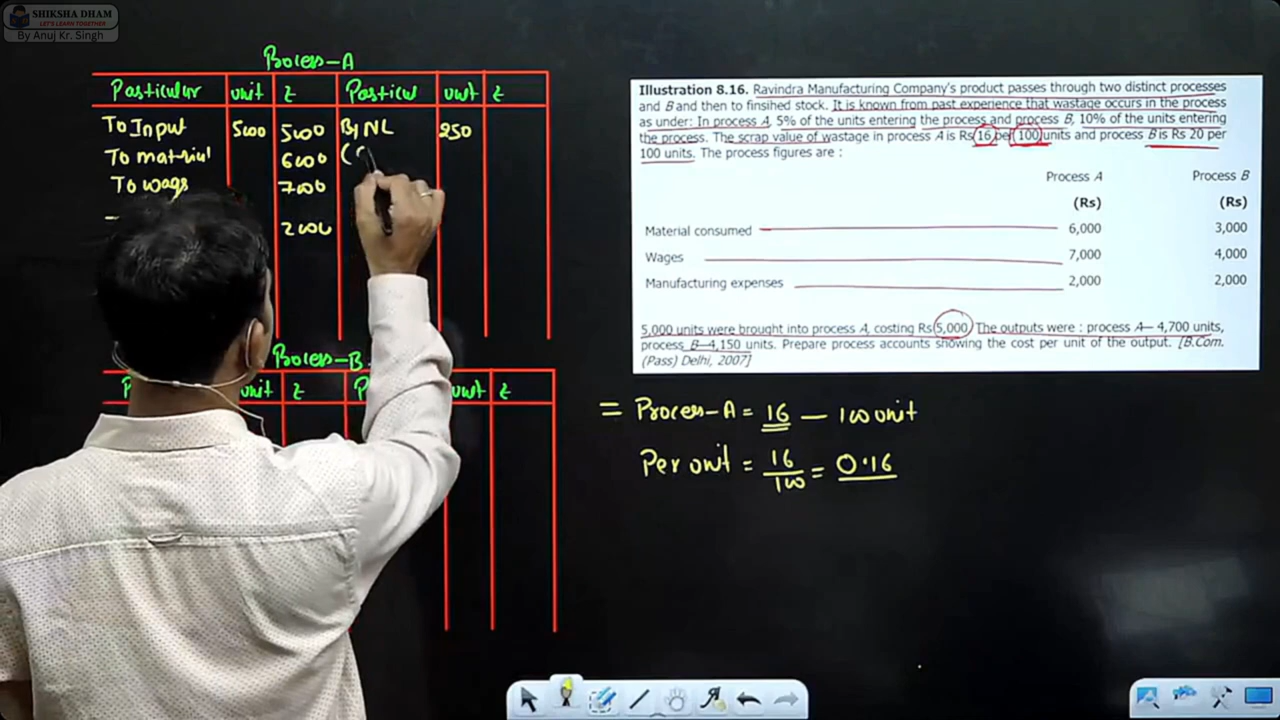 SHIKSHA DHAM
LET'S LEARN TOGETHER
By Anuj Kr. Singh
Process-A
Particular unit ₹ Particul unit ₹
To Input 5000 5000 By NL 250
To material 6000 (
To wages 7000
2000
Process-B
unit ₹ unit ₹
Illustration 8.16. Ravindra Manufacturing Company's product passes through two distinct processes
and B and then to finsihed stock. It is known from past experience that wastage occurs in the process
as under: In process A, 5% of the units entering the process and process B, 10% of the units entering
the process. The scrap value of wastage in process A is Rs 16 per 100 units and process B is Rs 20 per
100 units. The process figures are :
Process A Process B
(Rs) (Rs)
Material consumed 6,000 3,000
Wages 7,000 4,000
Manufacturing expenses 2,000 2,000
5,000 units were brought into process A, costing Rs 5,000 The outputs were : process A— 4,700 units,
process B—4,150 units. Prepare process accounts showing the cost per unit of the output. [B.Com.
(Pass) Delhi, 2007]
= Process-A = 16 — 100 unit
Per unit = 16/100 = 0.16